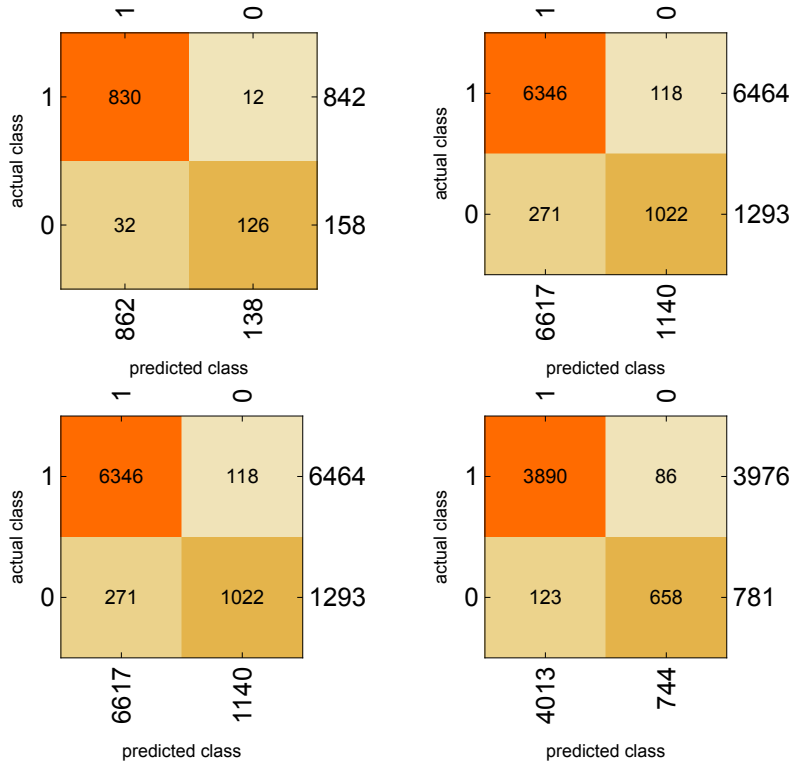 1 0
actual class
1 830 12 842
0 32 126 158
862 138
predicted class
1 0
actual class
1 6346 118 6464
0 271 1022 1293
6617 1140
predicted class
1 0
actual class
1 6346 118 6464
0 271 1022 1293
6617 1140
predicted class
1 0
actual class
1 3890 86 3976
0 123 658 781
4013 744
predicted class